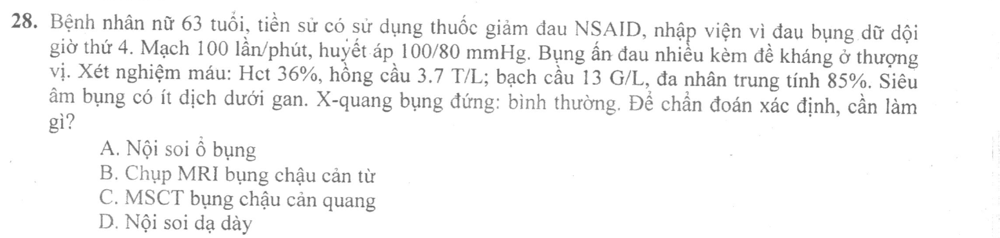 28. Bệnh nhân nữ 63 tuổi, tiền sử có sử dụng thuốc giảm đau NSAID, nhập viện vì đau bụng dữ dội
giờ thứ 4. Mạch 100 lần/phút, huyết áp 100/80 mmHg. Bụng ấn đau nhiều kèm đề kháng ở thượng
vị. Xét nghiệm máu: Hct 36%, hồng cầu 3.7 T/L; bạch cầu 13 G/L, đa nhân trung tính 85%. Siêu
âm bụng có ít dịch dưới gan. X-quang bụng đứng: bình thường. Để chẩn đoán xác định, cần làm
gì?
A. Nội soi ổ bụng
B. Chụp MRI bụng chậu cản từ
C. MSCT bụng chậu cản quang
D. Nội soi dạ dày